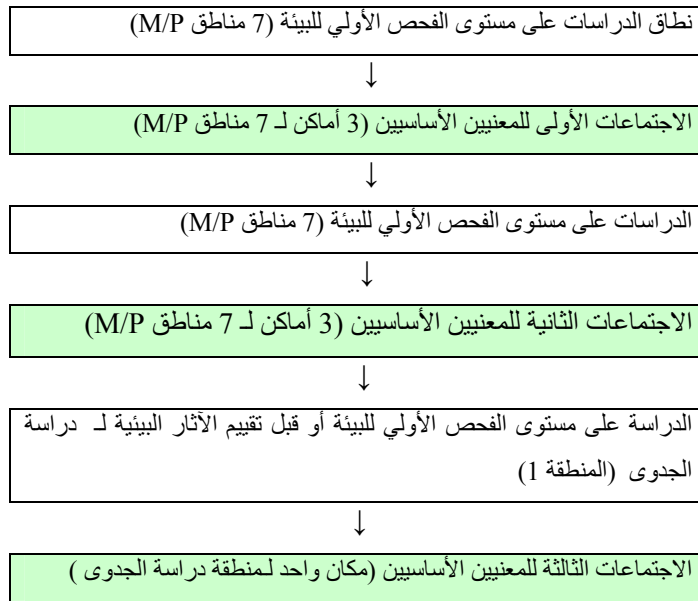 نطاق الدراسات على مستوى الفحص الأولي للبيئة (7 مناطق M/P)
↓
الاجتماعات الأولى للمعنيين الأساسيين (3 أماكن لـ 7 مناطق M/P)
↓
الدراسات على مستوى الفحص الأولي للبيئة (7 مناطق M/P)
↓
الاجتماعات الثانية للمعنيين الأساسيين (3 أماكن لـ 7 مناطق M/P)
↓
الدراسة على مستوى الفحص الأولي للبيئة أو قبل تقييم الآثار البيئية لـ دراسة
الجدوى (المنطقة 1)
↓
الاجتماعات الثالثة للمعنيين الأساسيين (مكان واحد لـمنطقة دراسة الجدوى )